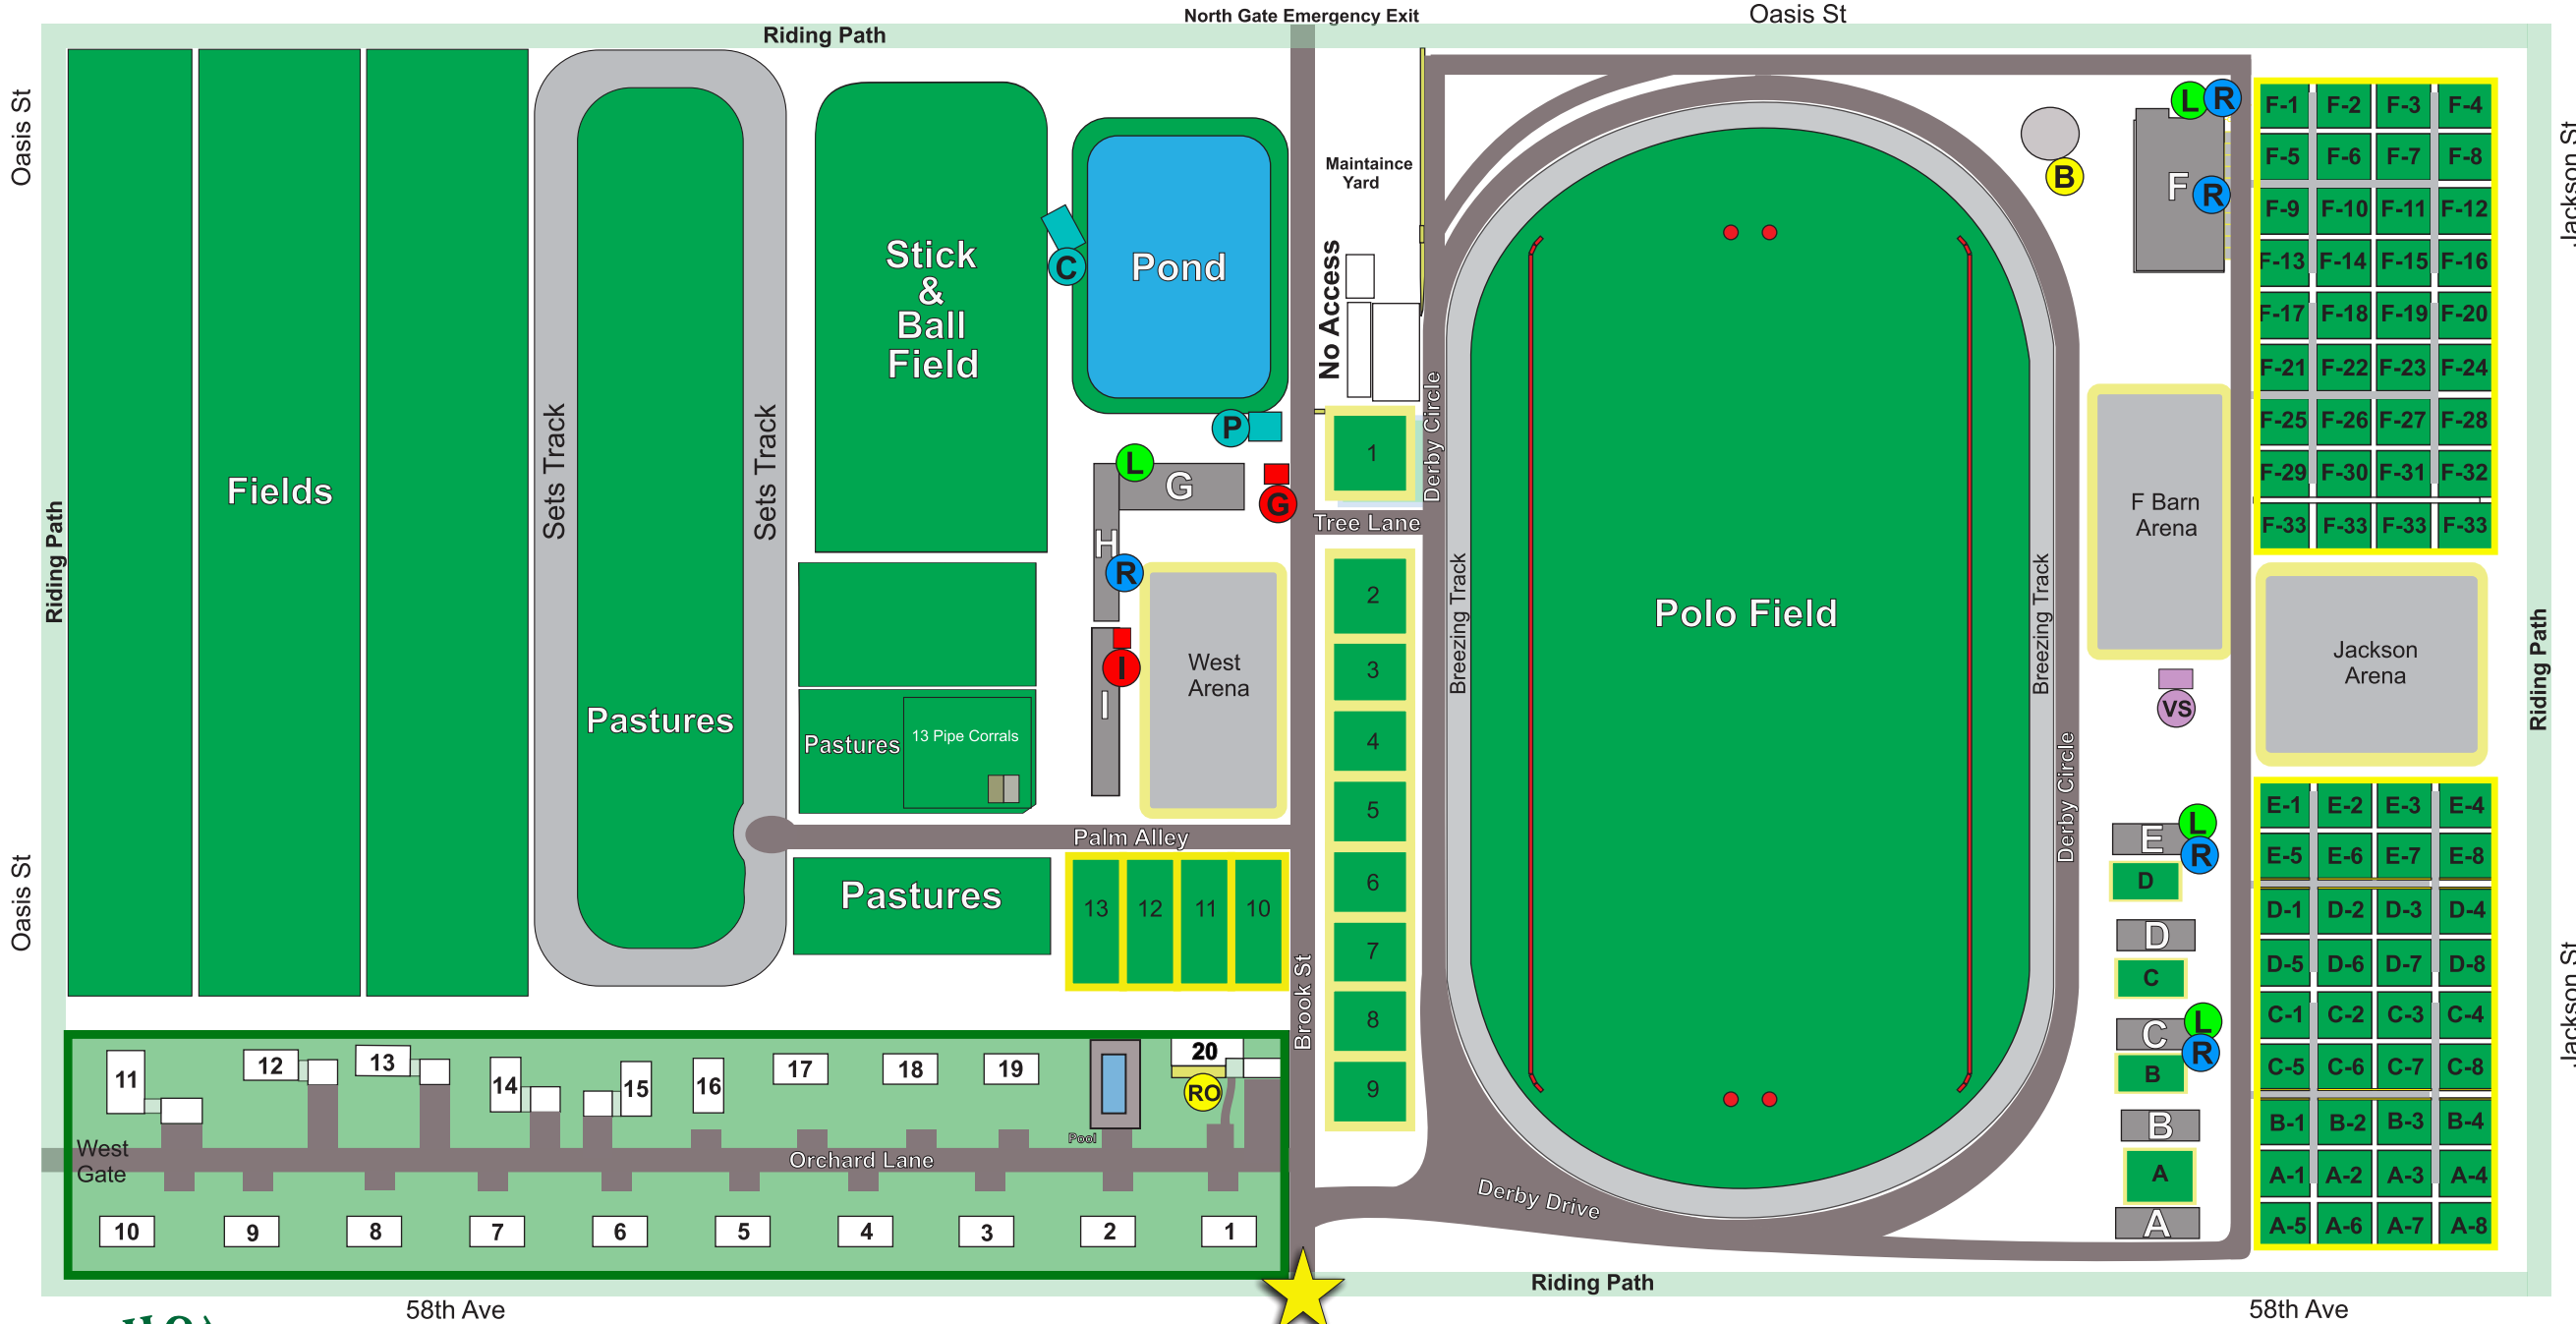 North Gate Emergency Exit
Oasis St
Riding Path
Oasis St
Jackson St
Maintaince
Yard
No Access
Stick
&
Ball
Field
Pond
C
P
L
G
G
H
R
I
I
West
Arena
Fields
Sets Track
Sets Track
Riding Path
Pastures
Pastures
13 Pipe Corrals
Palm Alley
Pastures
13
12
11
10
Oasis St
Brook St
Tree Lane
1
2
3
4
5
6
7
8
9
Derby Circle
Breezing Track
Polo Field
Breezing Track
Derby Circle
Derby Drive
B
L
R
F
R
F Barn
Arena
VS
E
L
R
D
D
C
C
L
R
B
B
A
A
F-1 F-2 F-3 F-4
F-5 F-6 F-7 F-8
F-9 F-10 F-11 F-12
F-13 F-14 F-15 F-16
F-17 F-18 F-19 F-20
F-21 F-22 F-23 F-24
F-25 F-26 F-27 F-28
F-29 F-30 F-31 F-32
F-33 F-33 F-33 F-33
Jackson
Arena
Riding Path
E-1 E-2 E-3 E-4
E-5 E-6 E-7 E-8
D-1 D-2 D-3 D-4
D-5 D-6 D-7 D-8
C-1 C-2 C-3 C-4
C-5 C-6 C-7 C-8
B-1 B-2 B-3 B-4
A-1 A-2 A-3 A-4
A-5 A-6 A-7 A-8
Jackson St
11
12
13
14
15
16
17
18
19
20
RO
Pool
West
Gate
Orchard Lane
10
9
8
7
6
5
4
3
2
1
Riding Path
58th Ave
58th Ave